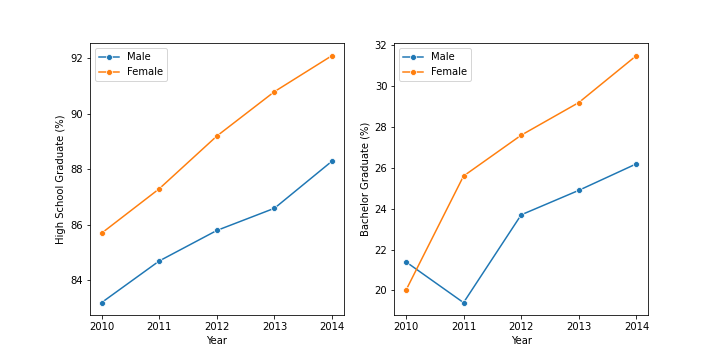 Male
Female
High School Graduate (%)
92
90
88
86
84
2010 2011 2012 2013 2014
Year
Male
Female
Bachelor Graduate (%)
32
30
28
26
24
22
20
2010 2011 2012 2013 2014
Year